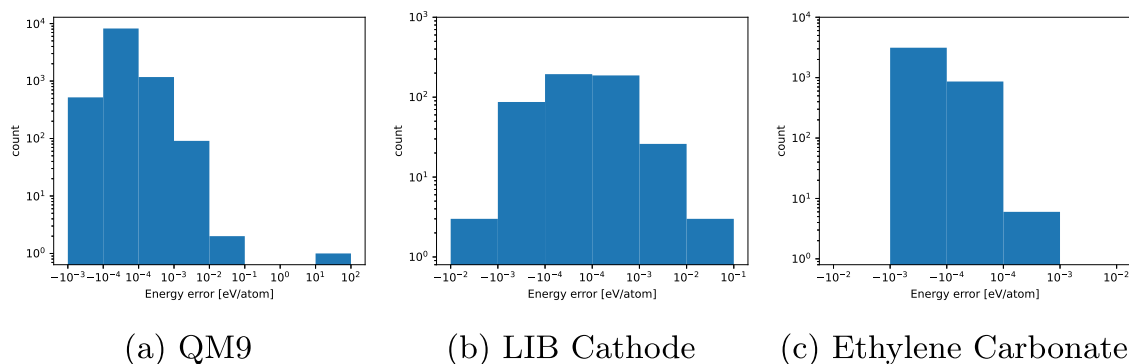 10⁴
10³
10²
10¹
10⁰
count
−10⁻³ −10⁻⁴ 10⁻⁴ 10⁻³ 10⁻² 10⁻¹ 10⁰ 10¹ 10²
Energy error [eV/atom]
(a) QM9
10³
10²
10¹
10⁰
count
−10⁻² −10⁻³ −10⁻⁴ 10⁻⁴ 10⁻³ 10⁻² 10⁻¹
Energy error [eV/atom]
(b) LIB Cathode
10⁴
10³
10²
10¹
10⁰
count
−10⁻² −10⁻³ −10⁻⁴ 10⁻⁴ 10⁻³ 10⁻²
Energy error [eV/atom]
(c) Ethylene Carbonate